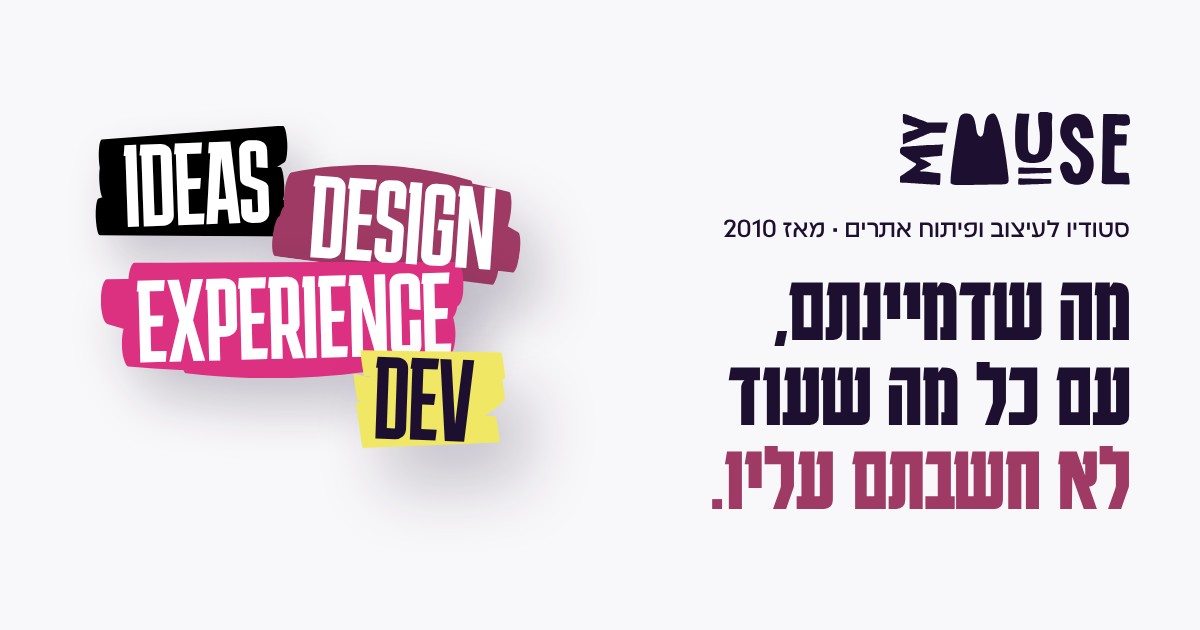 IDEAS
DESIGN
EXPERIENCE
DEV
MY MUSE
סטודיו לעיצוב ופיתוח אתרים · מאז 2010
מה שדמיינתם,
עם כל מה שעוד
לא חשבתם עליו.